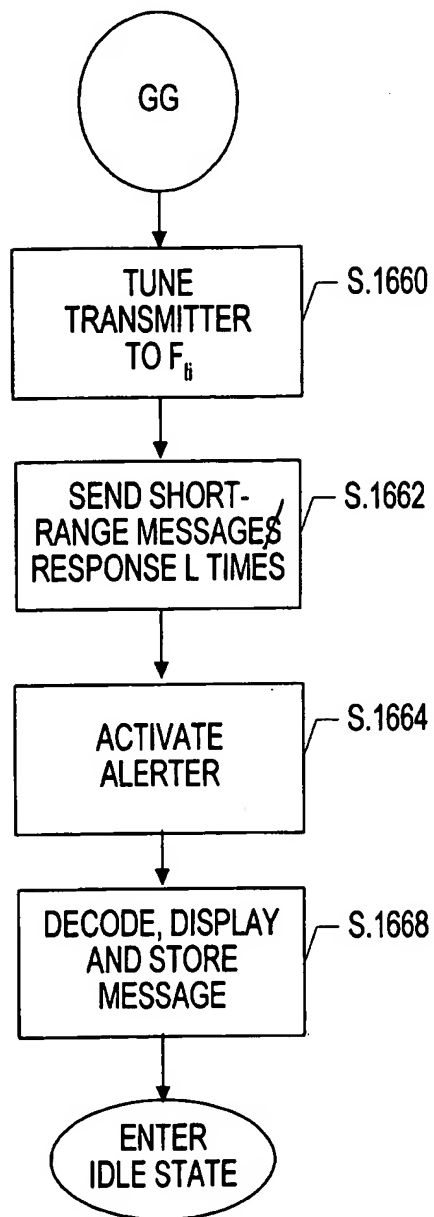 GG
TUNE
TRANSMITTER
TO Fti
S.1660
SEND SHORT-
RANGE MESSAGES
RESPONSE L TIMES
S.1662
ACTIVATE
ALERTER
S.1664
DECODE, DISPLAY
AND STORE
MESSAGE
S.1668
ENTER
IDLE STATE